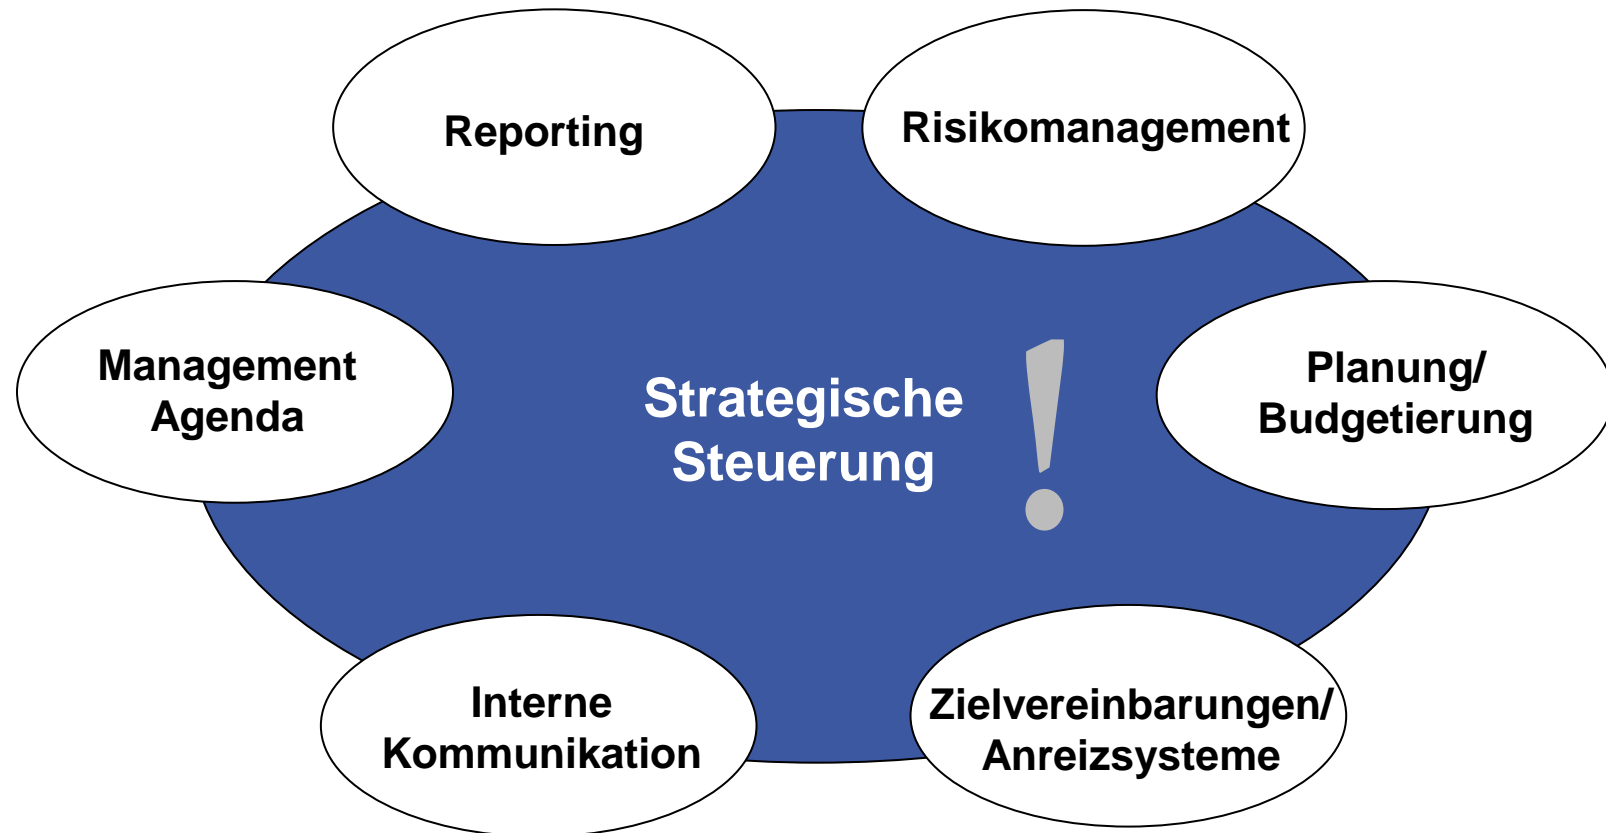 Reporting
Risikomanagement
Management
Agenda
Strategische
Steuerung
!
Planung/
Budgetierung
Interne
Kommunikation
Zielvereinbarungen/
Anreizsysteme